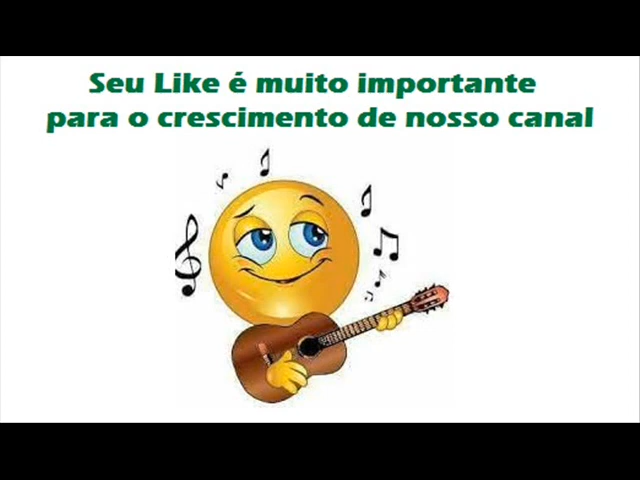 Seu Like é muito importante
para o crescimento de nosso canal